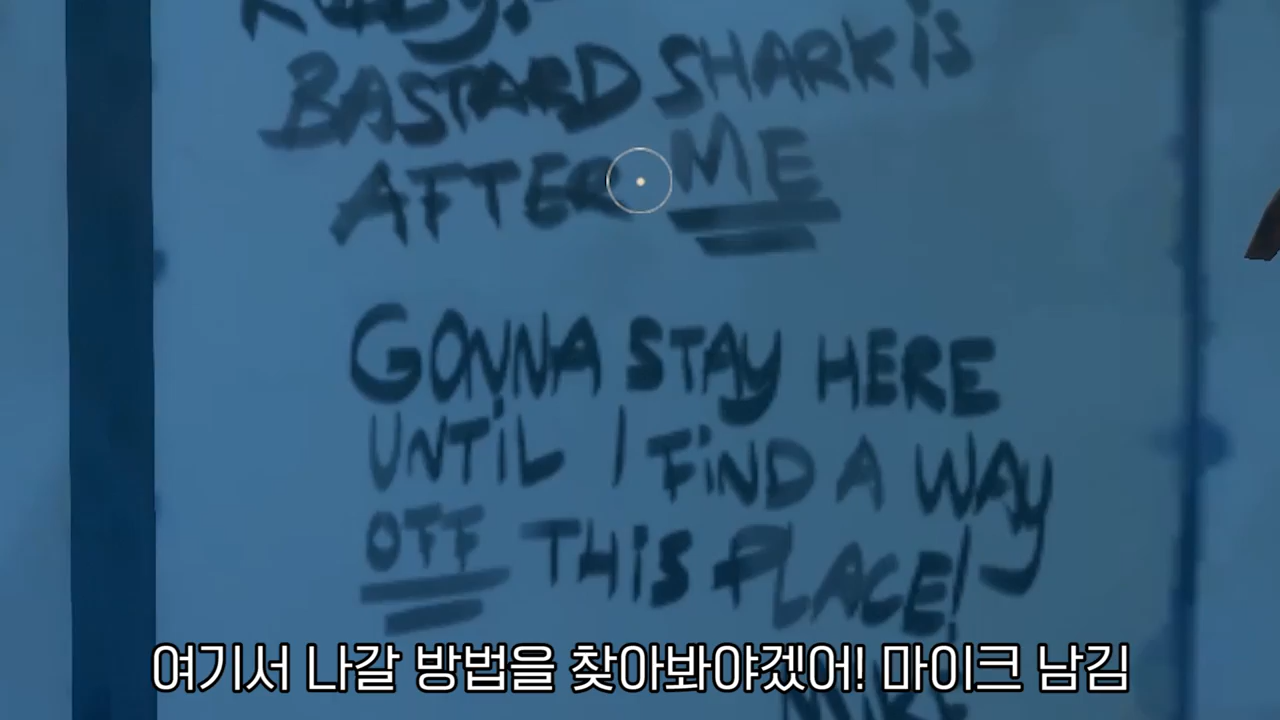 BASTARD SHARK iS
AFTER ME
GONNA STAY HERE
UNTiL I FiND A WAY
OFF THiS PLACE!
여기서 나갈 방법을 찾아봐야겠어! 마이크 남김
MIKE